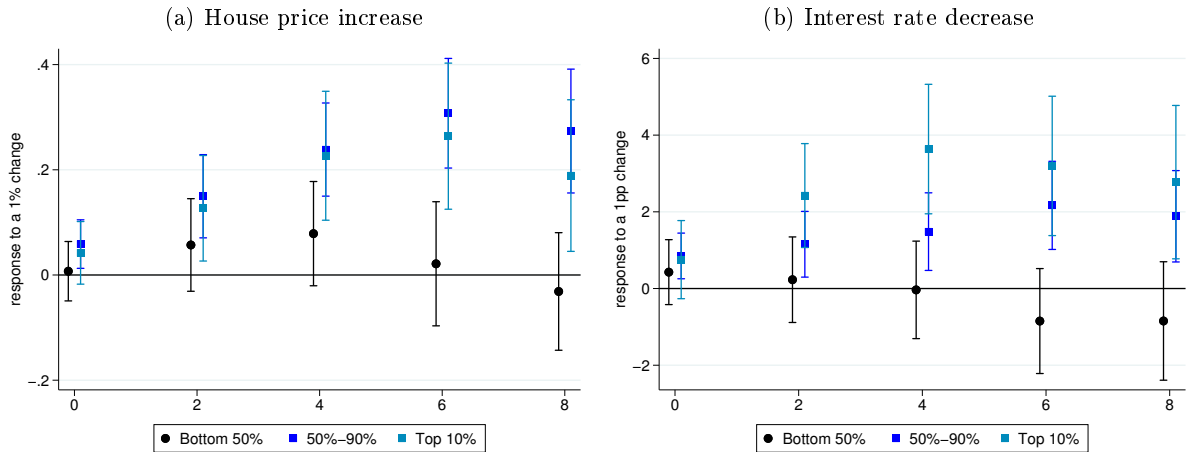 (a) House price increase
response to a 1% change
.4
.2
0
-.2
0 2 4 6 8
Bottom 50% 50%−90% Top 10%
(b) Interest rate decrease
response to a 1pp change
6
4
2
0
−2
0 2 4 6 8
Bottom 50% 50%−90% Top 10%